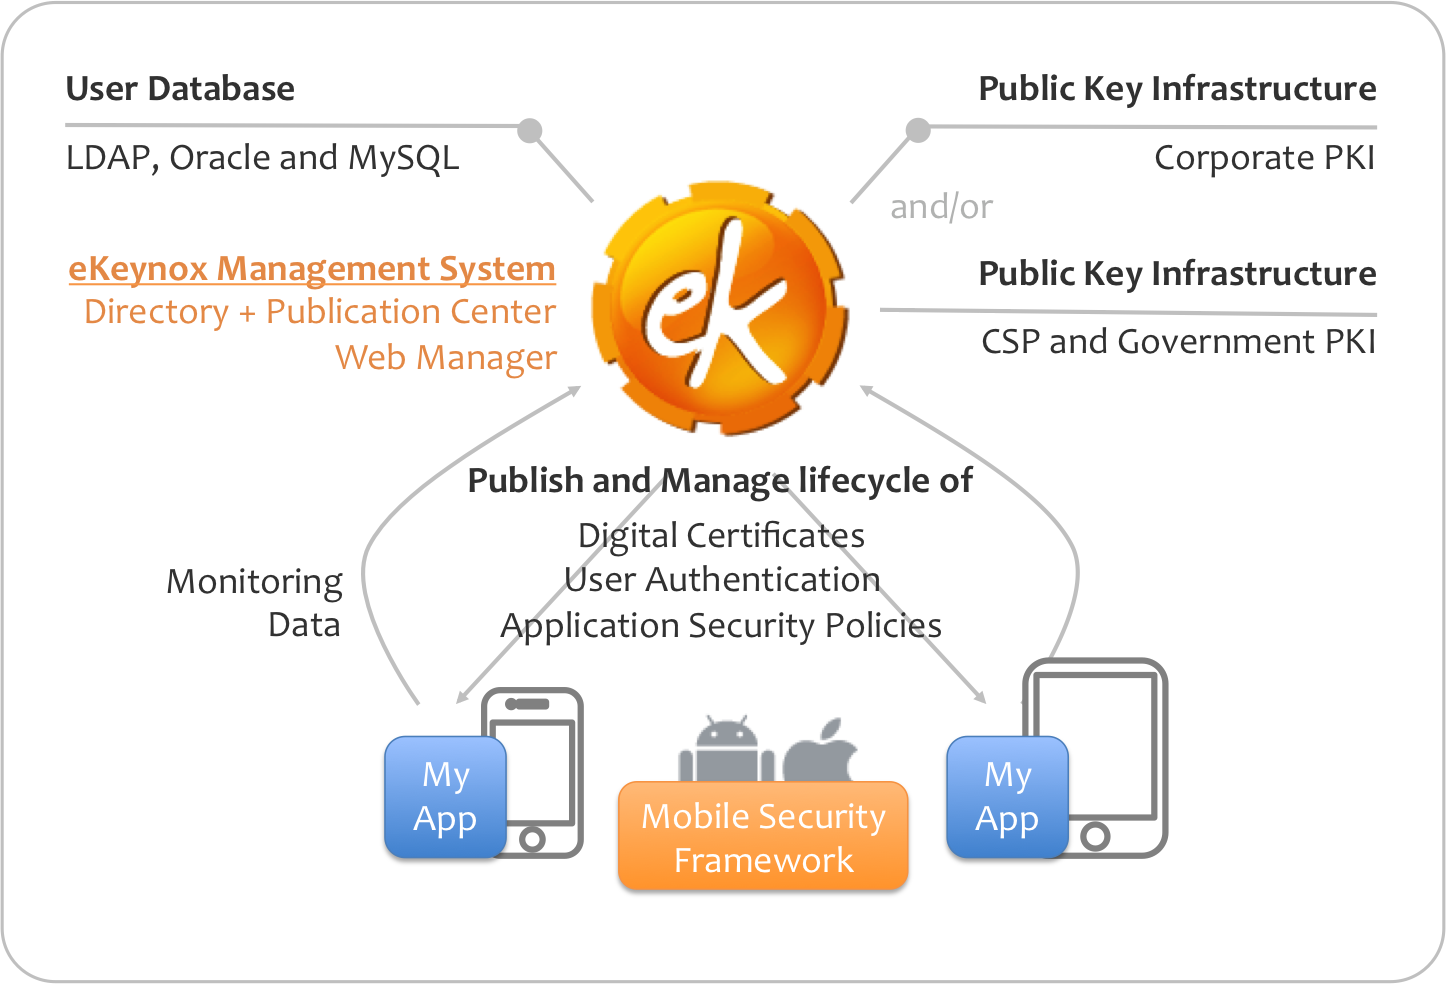 User Database
LDAP, Oracle and MySQL
Public Key Infrastructure
Corporate PKI
and/or
eKeynox Management System
Directory + Publication Center
Web Manager
ek
Public Key Infrastructure
CSP and Government PKI
Publish and Manage lifecycle of
Digital Certificates
User Authentication
Application Security Policies
Monitoring
Data
My
App
Mobile Security
Framework
My
App